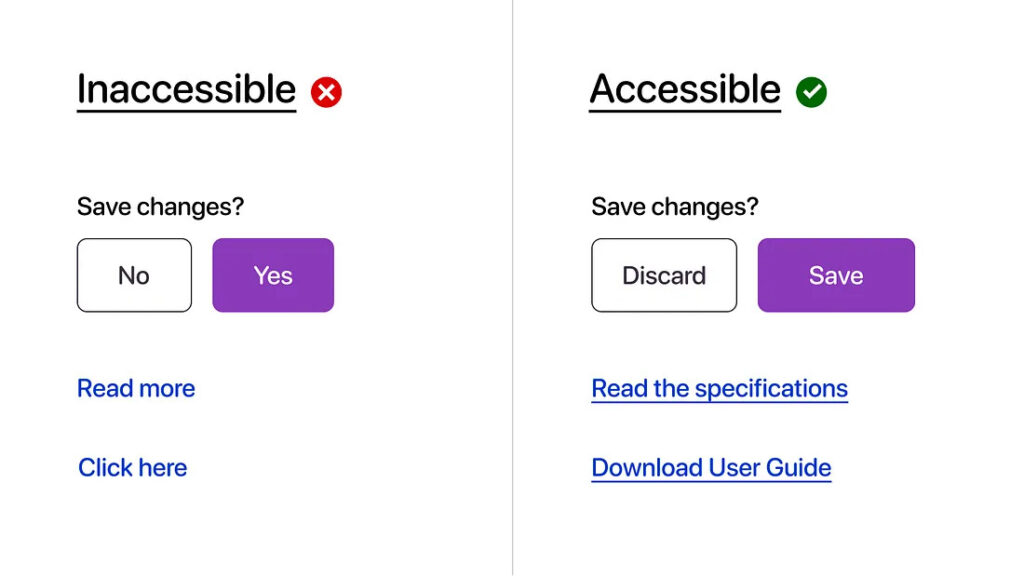 Inaccessible
Save changes?
No Yes
Read more
Click here
Accessible
Save changes?
Discard Save
Read the specifications
Download User Guide